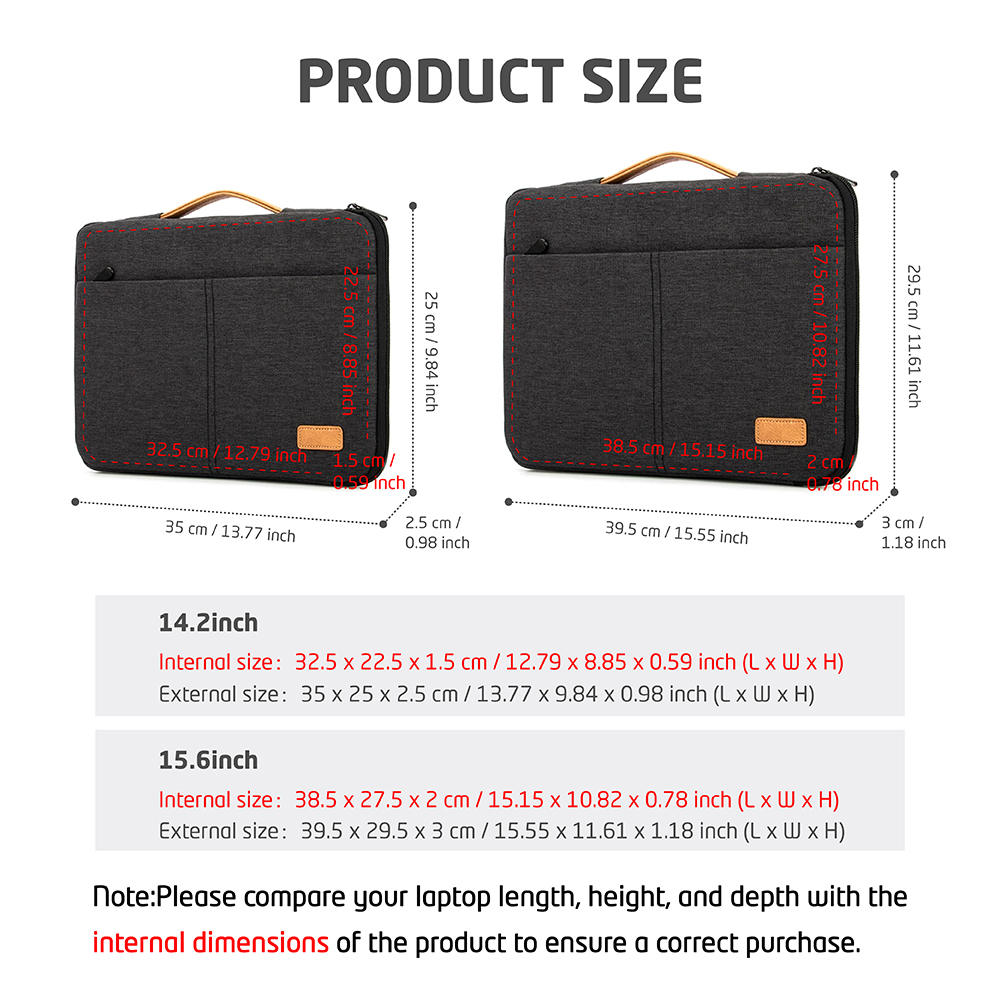 PRODUCT SIZE
22.5 cm / 8.85 inch
32.5 cm / 12.79 inch
1.5 cm /
0.59 inch
25 cm / 9.84 inch
35 cm / 13.77 inch
2.5 cm /
0.98 inch
27.5 cm / 10.82 inch
38.5 cm / 15.15 inch
2 cm /
0.78 inch
29.5 cm / 11.61 inch
39.5 cm / 15.55 inch
3 cm /
1.18 inch
14.2inch
Internal size: 32.5 x 22.5 x 1.5 cm / 12.79 x 8.85 x 0.59 inch (L x W x H)
External size: 35 x 25 x 2.5 cm / 13.77 x 9.84 x 0.98 inch (L x W x H)
15.6inch
Internal size: 38.5 x 27.5 x 2 cm / 15.15 x 10.82 x 0.78 inch (L x W x H)
External size: 39.5 x 29.5 x 3 cm / 15.55 x 11.61 x 1.18 inch (L x W x H)
Note:Please compare your laptop length, height, and depth with the
internal dimensions of the product to ensure a correct purchase.